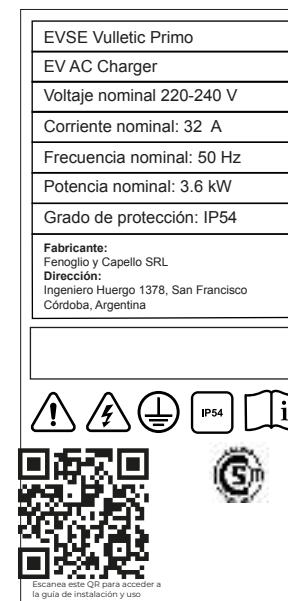 EVSE Vulletic Primo
EV AC Charger
Voltaje nominal 220-240 V
Corriente nominal: 32 A
Frecuencia nominal: 50 Hz
Potencia nominal: 3.6 kW
Grado de protección: IP54
Fabricante:
Fenoglio y Capello SRL
Dirección:
Ingeniero Huergo 1378, San Francisco
Córdoba, Argentina
IP54
i
S
Escanea este QR para acceder a
la guía de instalación y uso